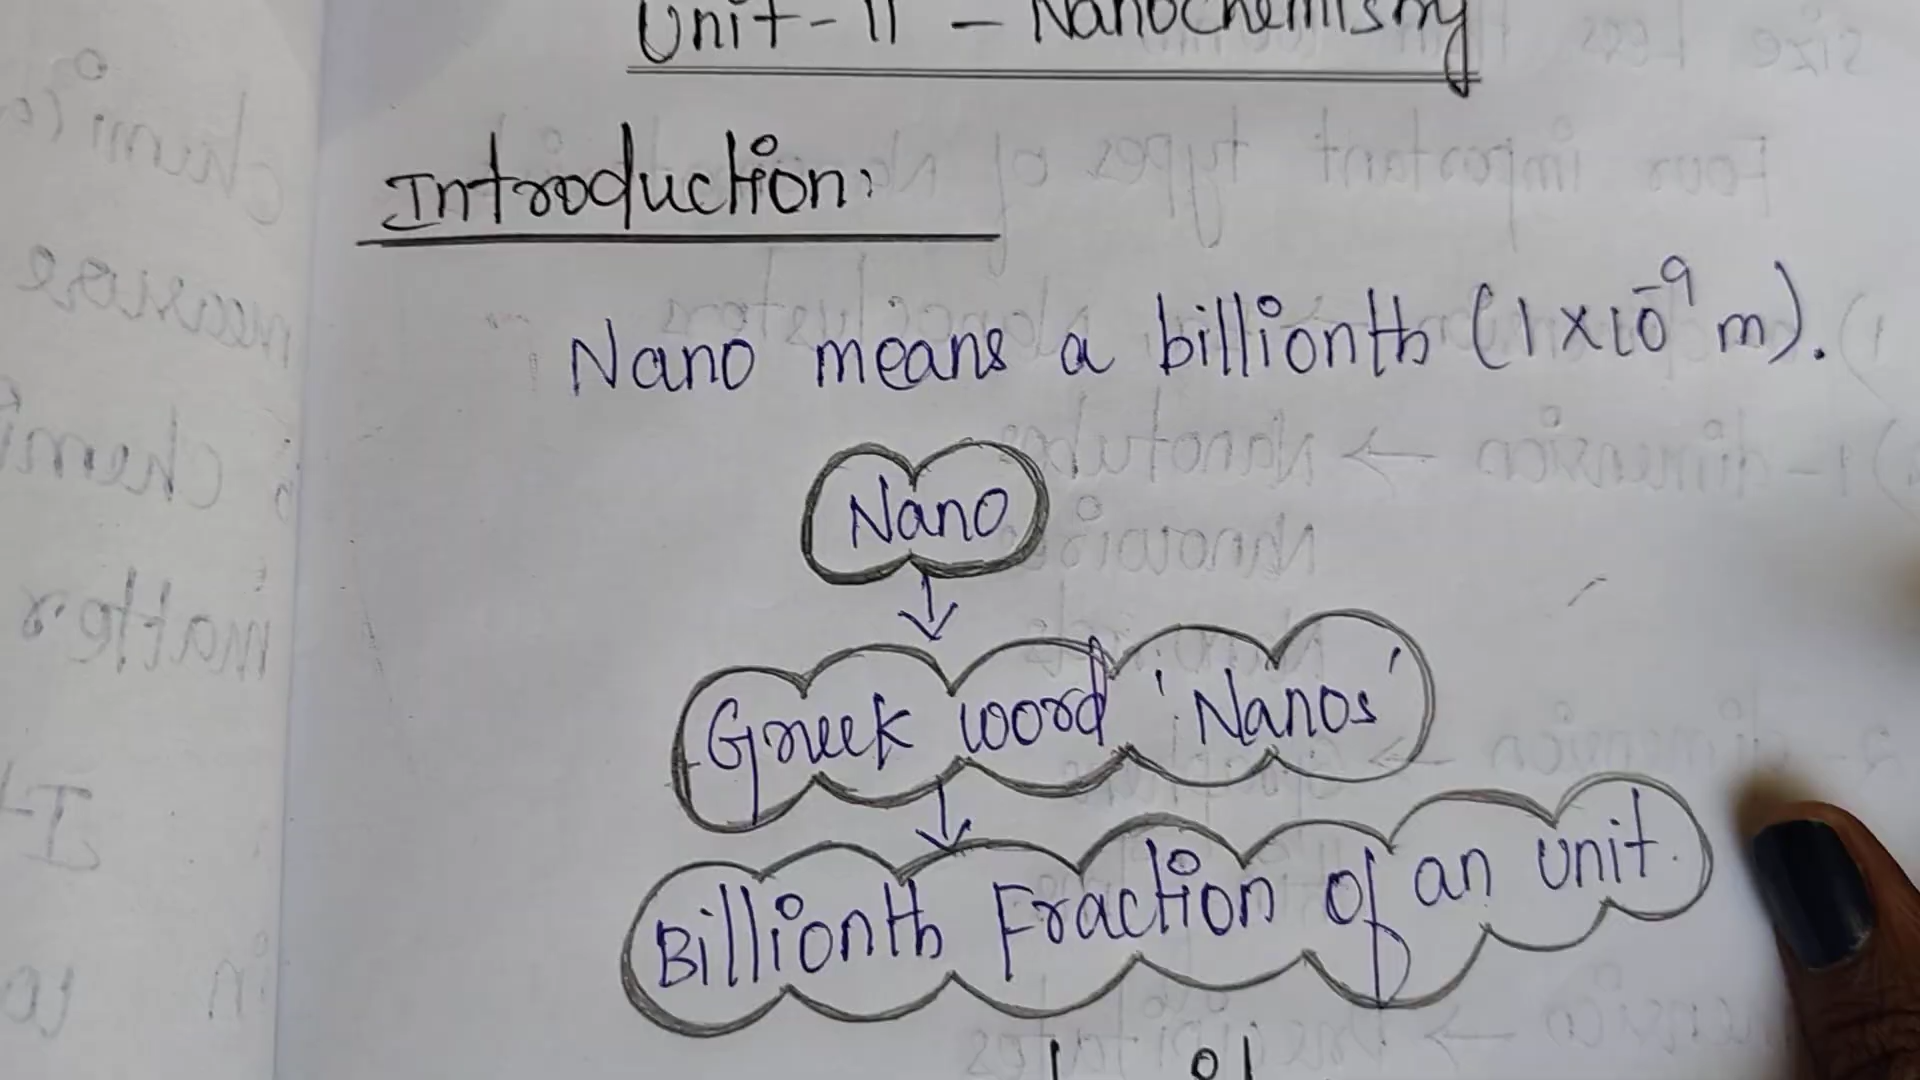 Unit-II - Nanochemistry
Introduction:
Nano means a billionth (1×10⁻⁹ m).
Nano
Greek word 'Nanos'
Billionth Fraction of an unit.